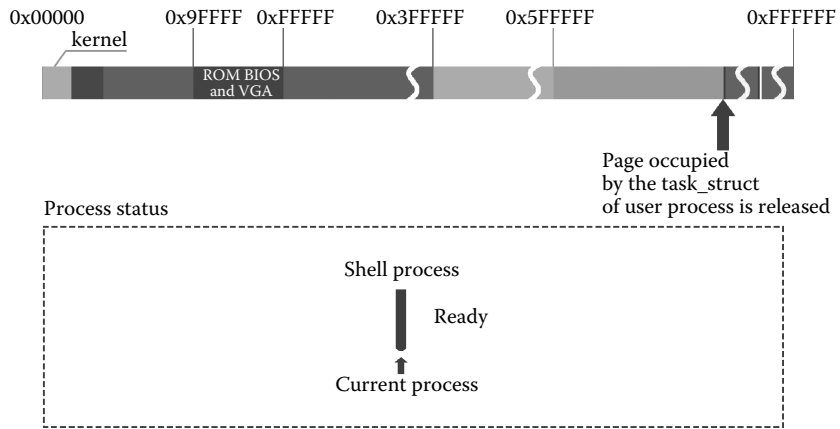 0x00000 0x9FFFF 0xFFFFF 0x3FFFFF 0x5FFFFF 0xFFFFFF
kernel
ROM BIOS
and VGA
Page occupied
by the task_struct
of user process is released
Process status
Shell process
Ready
Current process